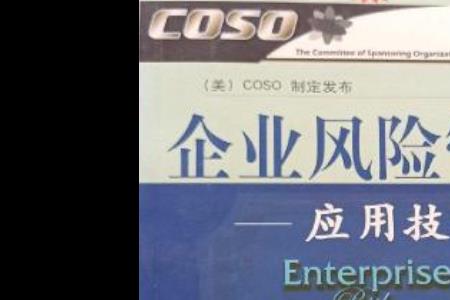 COSO
The Committee of Sponsoring Organizat
(美) COSO 制定发布
企业风险
——应用技
Enterprise